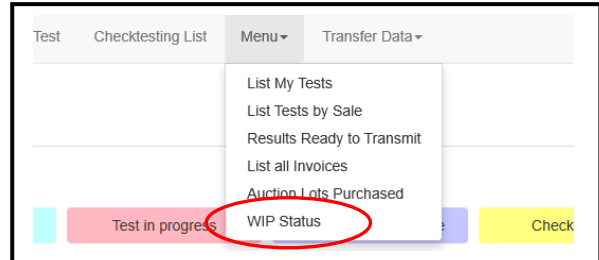 Test Checktesting List Menu Transfer Data
List My Tests
List Tests by Sale
Results Ready to Transmit
List all Invoices
Auction Lots Purchased
WIP Status
Test in progress Check